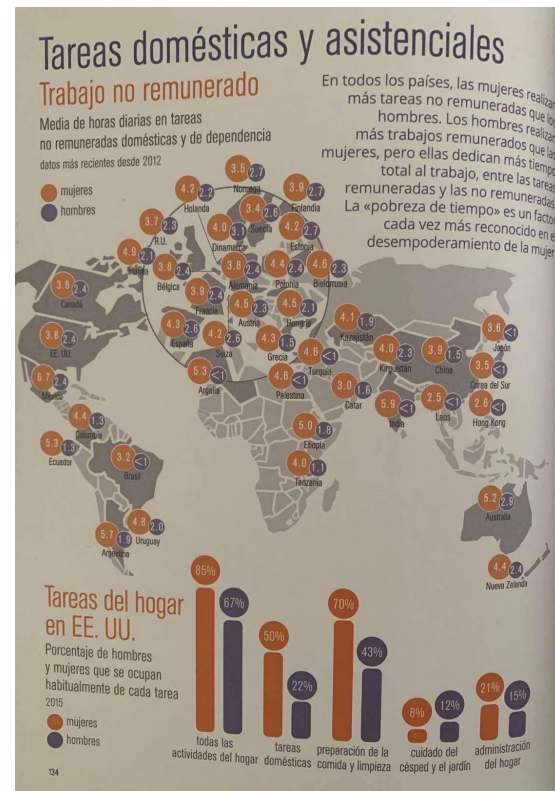 Tareas domésticas y asistenciales
Trabajo no remunerado
Media de horas diarias en tareas
no remuneradas domésticas y de dependencia
datos más recientes desde 2012
mujeres
hombres
En todos los países, las mujeres realizan
más tareas no remuneradas que los
hombres. Los hombres realizan
más trabajos remunerados que las
mujeres, pero ellas dedican más tiempo
total al trabajo, entre las tareas
remuneradas y las no remuneradas.
La «pobreza de tiempo» es un factor
cada vez más reconocido en el
desempoderamiento de la mujer
3.5 2.7
Noruega
4.2 2.2
Holanda
3.4 2.6
Suecia
3.9 2.7
Finlandia
3.7 2.3
R.U.
4.0 3.1
Dinamarca
4.2 2.7
Estonia
4.9 2.1
Irlanda
3.8 2.4
Bélgica
3.8 2.4
Alemania
4.4 2.4
Polonia
4.6 2.3
Bielorrusia
3.9 2.4
Francia
4.5 2.3
Austria
4.5 2.1
Hungría
4.3 2.6
España
4.2 2.6
Suiza
4.3 1.5
Grecia
4.6 <1
Turquía
5.3 <1
Argelia
4.6 <1
Palestina
3.6 2.4
Canadá
3.8 2.4
EE. UU.
6.7 2.4
México
4.4 1.3
Colombia
5.3 1.3
Ecuador
3.2 <1
Brasil
4.8 2.0
Uruguay
5.7 1.9
Argentina
4.1 1.9
Kazajistán
4.0 2.3
Kirguistán
3.9 1.5
China
3.6 <1
Japón
3.5 <1
Corea del Sur
3.0 1.6
Catar
5.9 <1
India
2.5 <1
Laos
2.6 <1
Hong Kong
5.0 1.8
Etiopía
4.0 1.1
Tanzania
5.2 2.9
Australia
4.4 2.4
Nueva Zelanda
Tareas del hogar
en EE. UU.
Porcentaje de hombres
y mujeres que se ocupan
habitualmente de cada tarea
2015
mujeres
hombres
85% 67%
todas las
actividades del hogar
50% 22%
tareas
domésticas
70% 43%
preparación de la
comida y limpieza
8% 12%
cuidado del
césped y el jardín
21% 15%
administración
del hogar
134